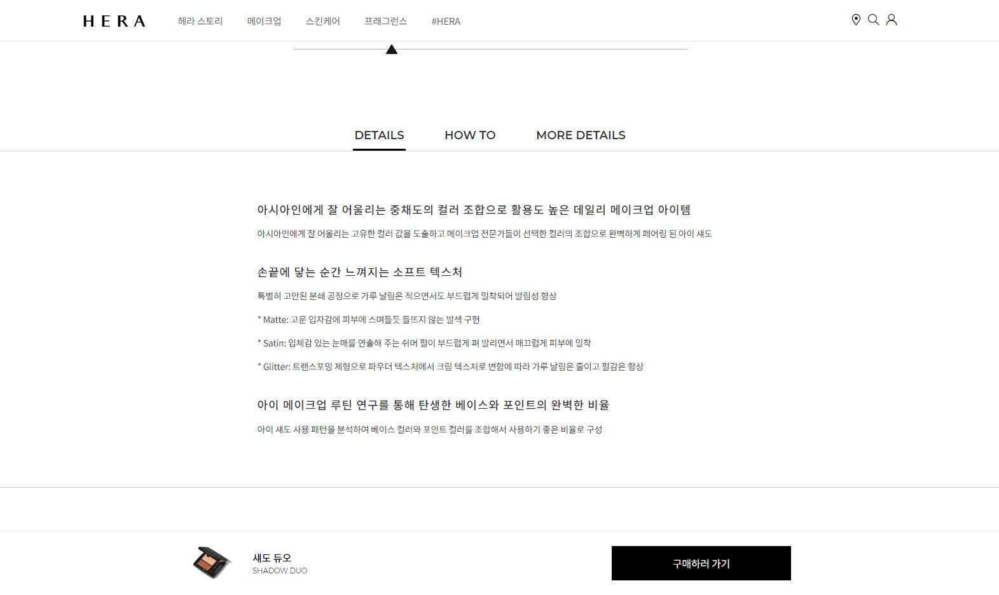 HERA
헤라 스토리
메이크업
스킨케어
프래그런스
#HERA
DETAILS
HOW TO
MORE DETAILS
아시아인에게 잘 어울리는 중채도의 컬러 조합으로 활용도 높은 데일리 메이크업 아이템
아시아인에게 잘 어울리는 고유한 컬러 값을 도출하고 메이크업 전문가들이 선택한 컬러의 조합으로 완벽하게 페어링 된 아이 섀도
손끝에 닿는 순간 느껴지는 소프트 텍스처
특별히 고안된 분쇄 공정으로 가루 날림은 적으면서도 부드럽게 밀착되어 발림성 향상
* Matte: 고운 입자감에 피부에 스며들듯 들뜨지 않는 발색 구현
* Satin: 입체감 있는 눈매를 연출해 주는 쉬머 펄이 부드럽게 펴 발리면서 매끄럽게 피부에 밀착
* Glitter: 트랜스포밍 제형으로 파우더 텍스처에서 크림 텍스처로 변함에 따라 가루 날림은 줄이고 펄감은 향상
아이 메이크업 루틴 연구를 통해 탄생한 베이스와 포인트의 완벽한 비율
아이 섀도 사용 패턴을 분석하여 베이스 컬러와 포인트 컬러를 조합해서 사용하기 좋은 비율로 구성
섀도 듀오
SHADOW DUO
구매하러 가기